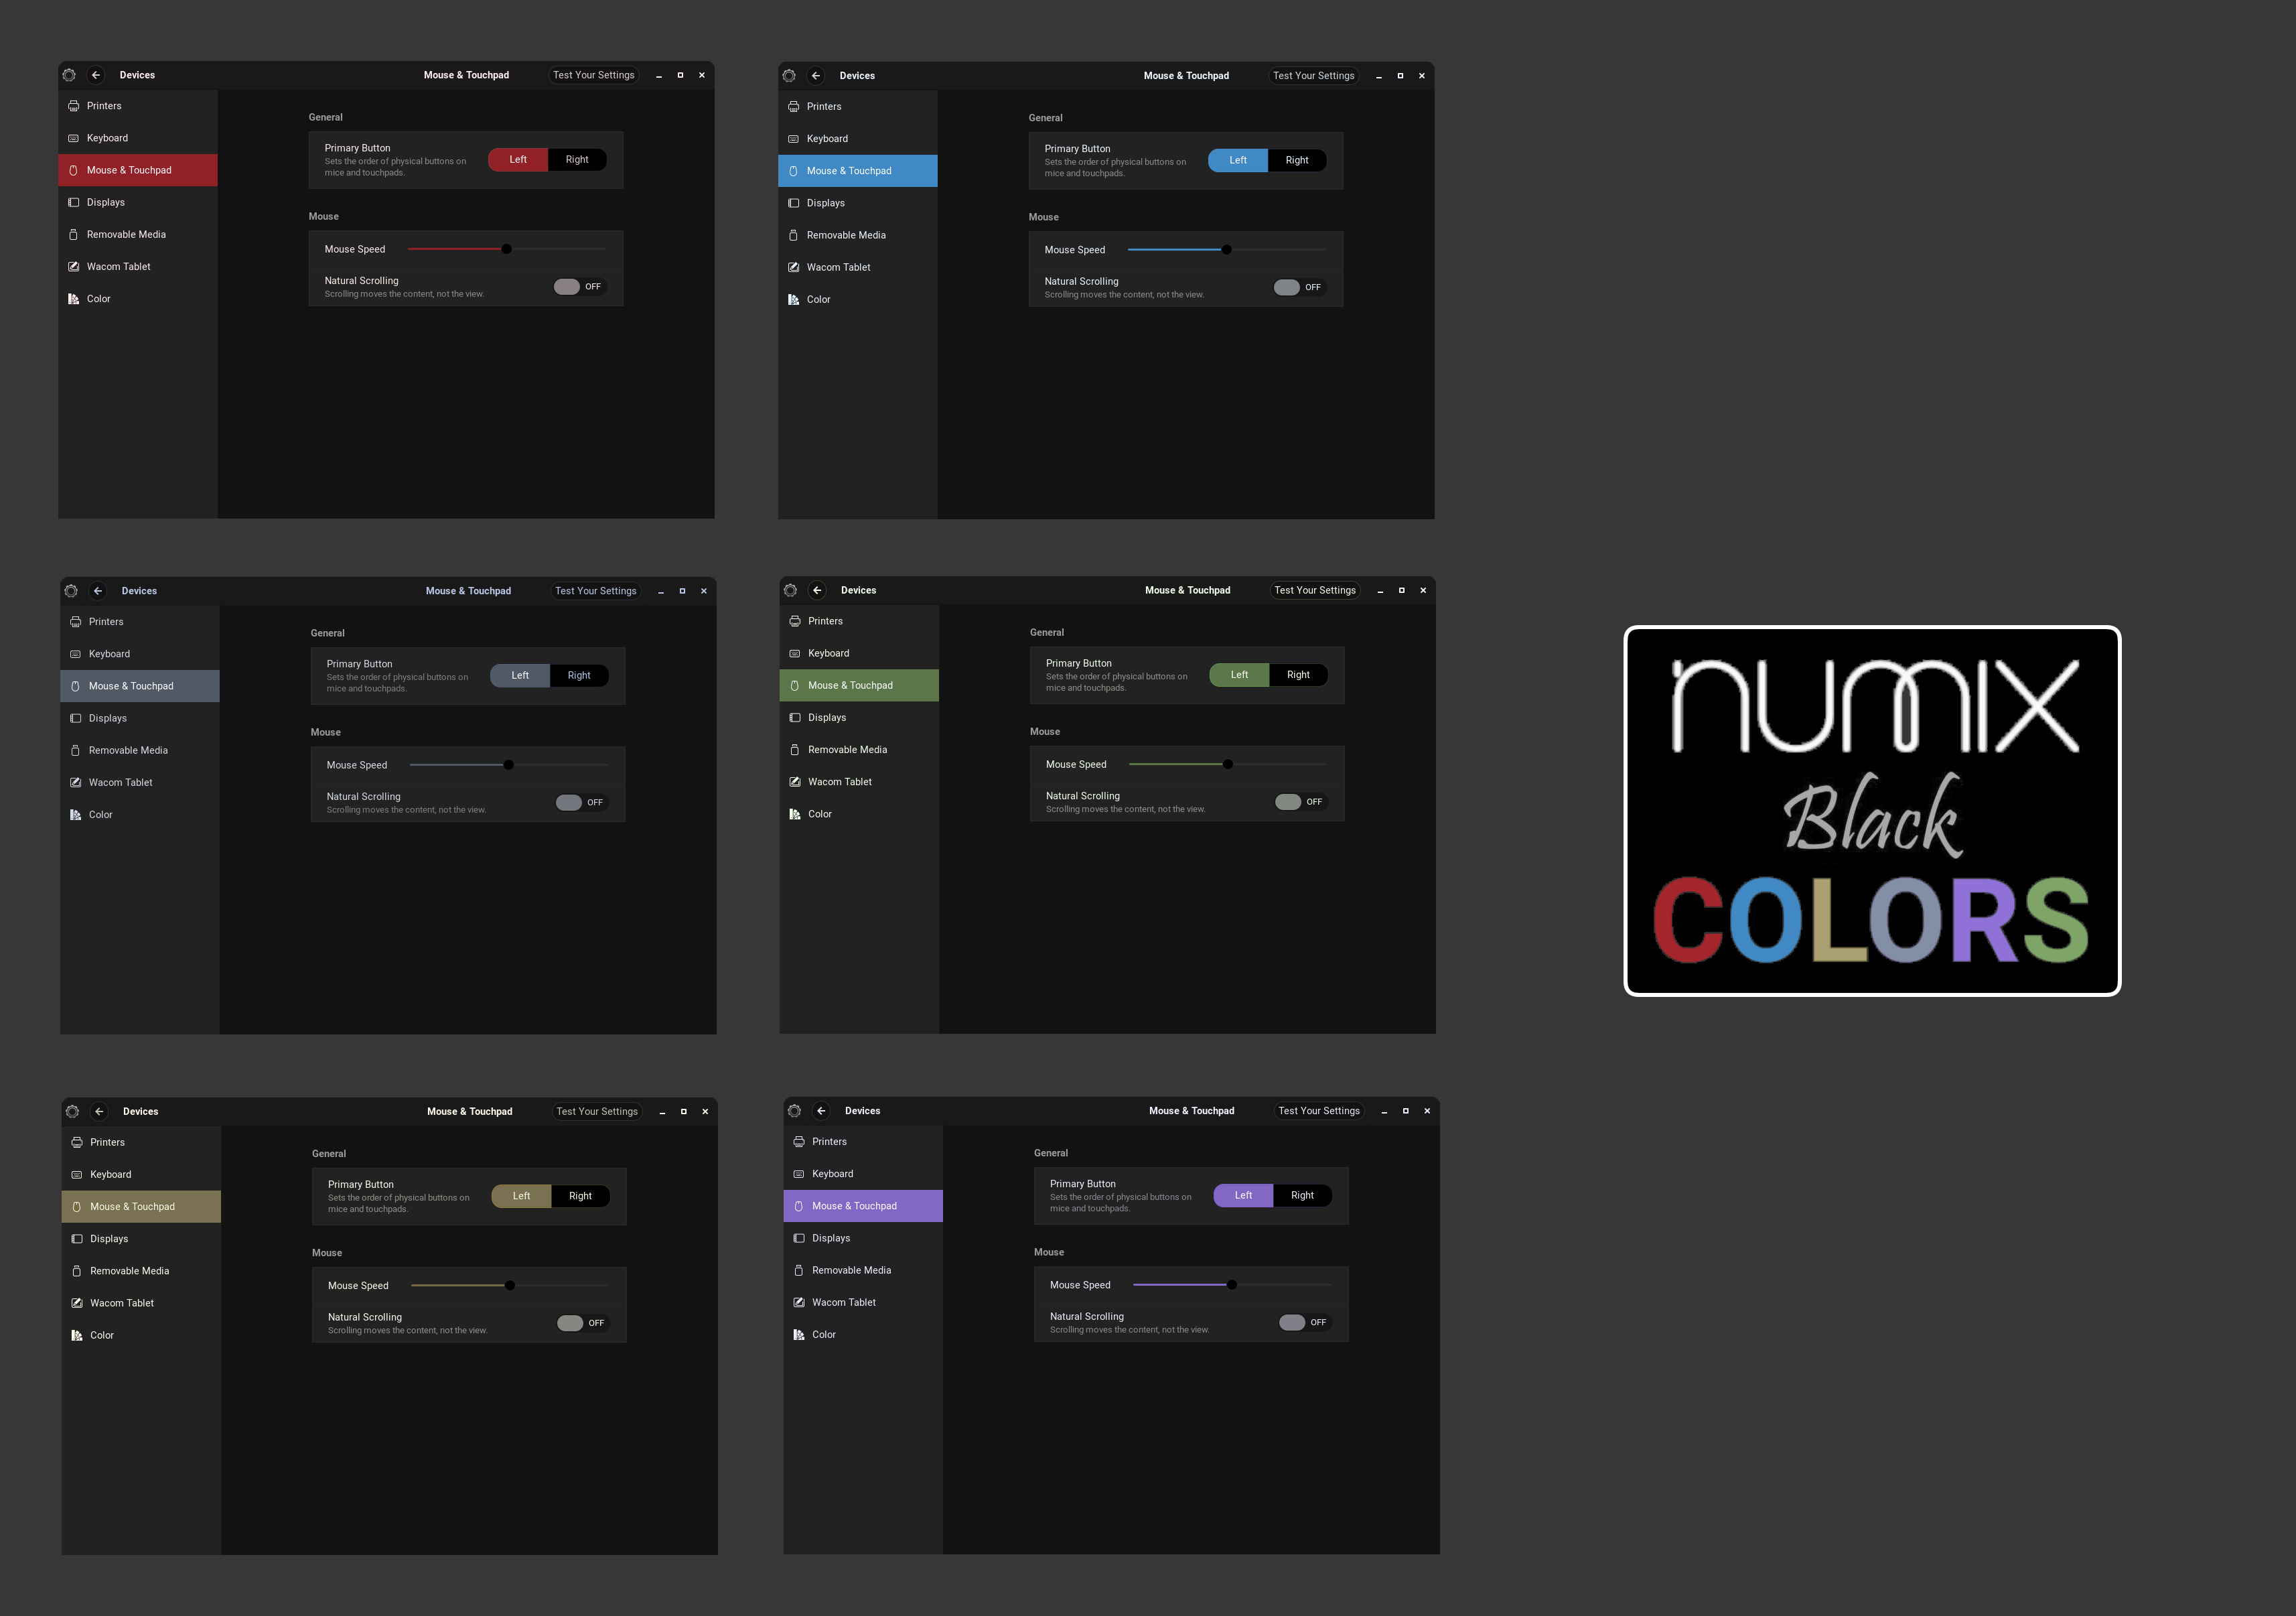 Devices
Mouse & Touchpad
Test Your Settings
Printers
Keyboard
Mouse & Touchpad
Displays
Removable Media
Wacom Tablet
Color
General
Primary Button
Sets the order of physical buttons on
mice and touchpads.
Left
Right
Mouse
Mouse Speed
Natural Scrolling
Scrolling moves the content, not the view.
OFF
Devices
Mouse & Touchpad
Test Your Settings
Printers
Keyboard
Mouse & Touchpad
Displays
Removable Media
Wacom Tablet
Color
General
Primary Button
Sets the order of physical buttons on
mice and touchpads.
Left
Right
Mouse
Mouse Speed
Natural Scrolling
Scrolling moves the content, not the view.
OFF
Devices
Mouse & Touchpad
Test Your Settings
Printers
Keyboard
Mouse & Touchpad
Displays
Removable Media
Wacom Tablet
Color
General
Primary Button
Sets the order of physical buttons on
mice and touchpads.
Left
Right
Mouse
Mouse Speed
Natural Scrolling
Scrolling moves the content, not the view.
OFF
Devices
Mouse & Touchpad
Test Your Settings
Printers
Keyboard
Mouse & Touchpad
Displays
Removable Media
Wacom Tablet
Color
General
Primary Button
Sets the order of physical buttons on
mice and touchpads.
Left
Right
Mouse
Mouse Speed
Natural Scrolling
Scrolling moves the content, not the view.
OFF
numix
Black
COLORS
Devices
Mouse & Touchpad
Test Your Settings
Printers
Keyboard
Mouse & Touchpad
Displays
Removable Media
Wacom Tablet
Color
General
Primary Button
Sets the order of physical buttons on
mice and touchpads.
Left
Right
Mouse
Mouse Speed
Natural Scrolling
Scrolling moves the content, not the view.
OFF
Devices
Mouse & Touchpad
Test Your Settings
Printers
Keyboard
Mouse & Touchpad
Displays
Removable Media
Wacom Tablet
Color
General
Primary Button
Sets the order of physical buttons on
mice and touchpads.
Left
Right
Mouse
Mouse Speed
Natural Scrolling
Scrolling moves the content, not the view.
OFF